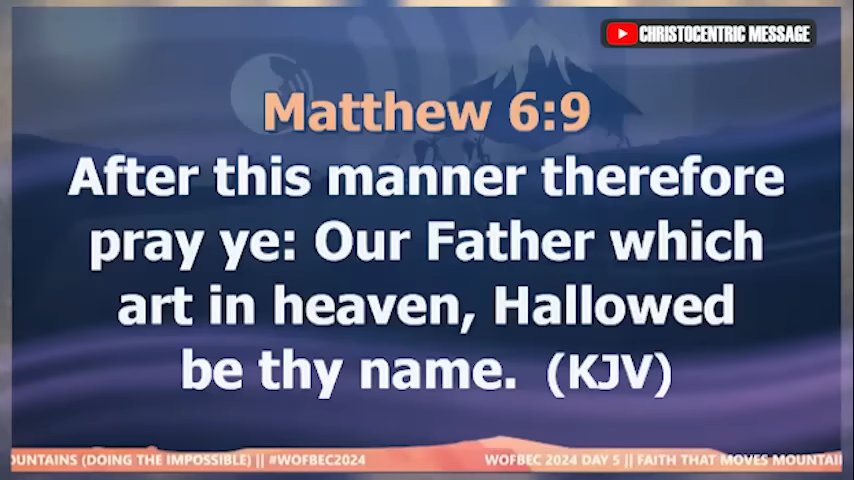 CHRISTOCENTRIC MESSAGE
Matthew 6:9
After this manner therefore
pray ye: Our Father which
art in heaven, Hallowed
be thy name. (KJV)
OUNTAINS (DOING THE IMPOSSIBLE) || #WOFBEC2024 WOFBEC 2024 DAY 5 || FAITH THAT MOVES MOUNTAI